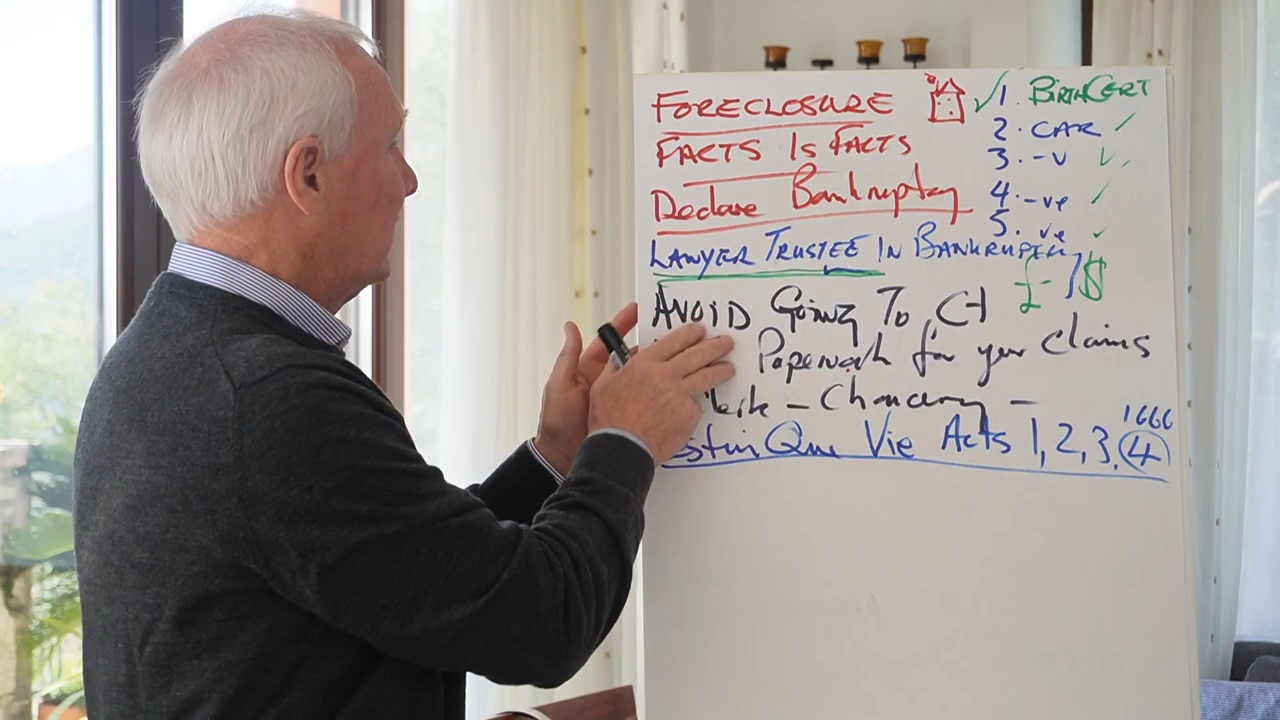 FORECLOSURE
FACTS IS FACTS
Declare Bankruptcy
LAWYER TRUSTEE IN BANKRUPTCY
AVOID Going To Ct
Paperwork for your claims
- Chancery -
Que Vie Acts 1, 2, 3, 4
1666
✓ 1. BirthCert
2. CAR ✓
3. -v ✓
4. -ve ✓
5. ve ✓
£ $